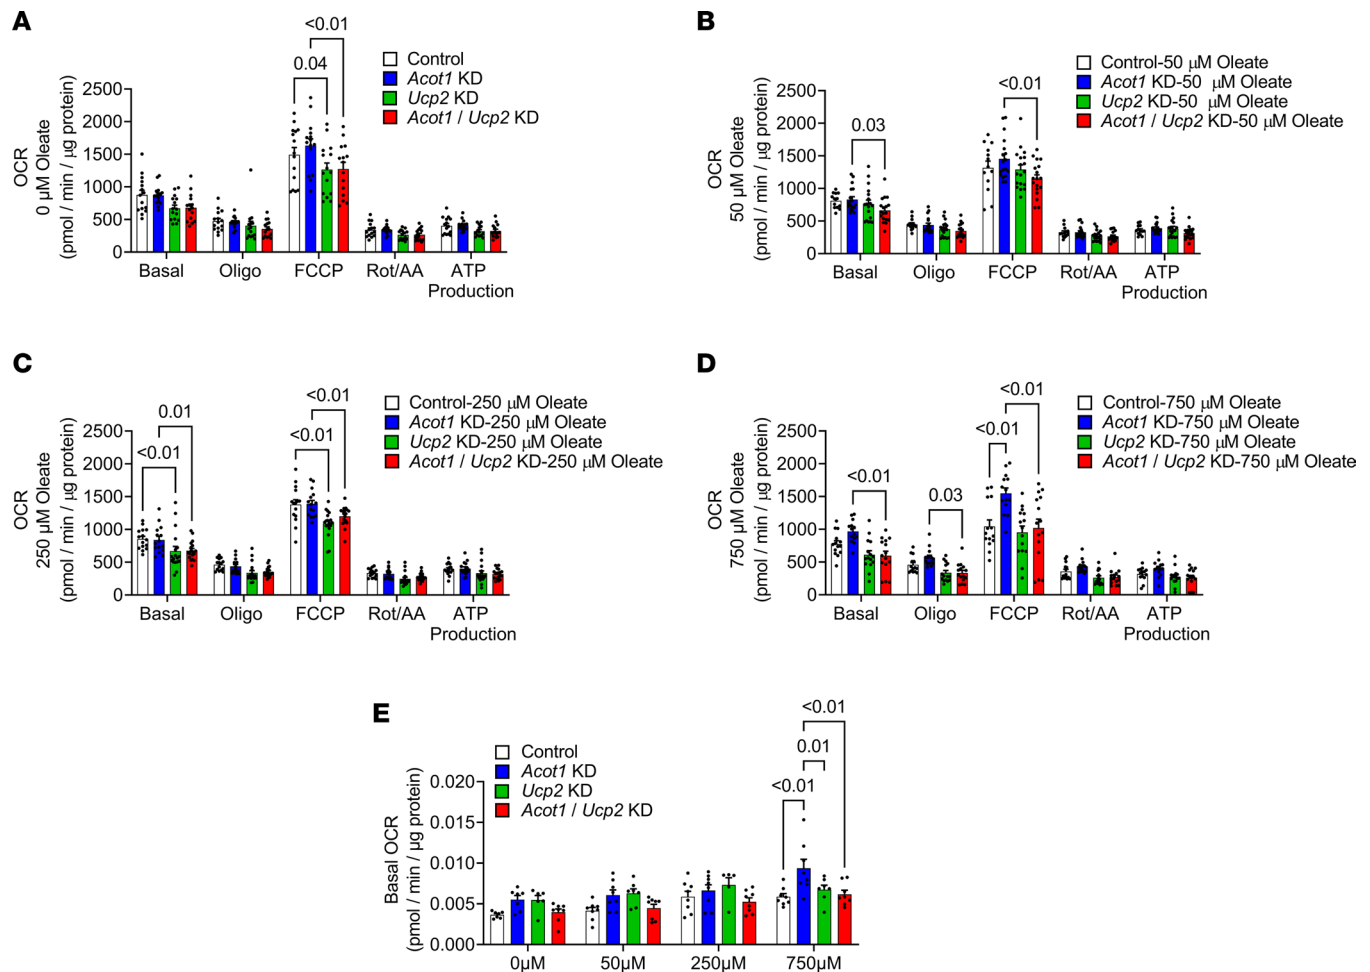 A
<0.01
0.04
Control
Acot1 KD
Ucp2 KD
Acot1 / Ucp2 KD
OCR
0 µM Oleate
(pmol / min / µg protein)
2500
2000
1500
1000
500
0
Basal Oligo FCCP Rot/AA ATP
Production
B
<0.01
0.03
Control-50 µM Oleate
Acot1 KD-50 µM Oleate
Ucp2 KD-50 µM Oleate
Acot1 / Ucp2 KD-50 µM Oleate
OCR
50 µM Oleate
(pmol / min / µg protein)
2500
2000
1500
1000
500
0
Basal Oligo FCCP Rot/AA ATP
Production
C
<0.01
0.01
<0.01
<0.01
Control-250 µM Oleate
Acot1 KD-250 µM Oleate
Ucp2 KD-250 µM Oleate
Acot1 / Ucp2 KD-250 µM Oleate
OCR
250 µM Oleate
(pmol / min / µg protein)
2500
2000
1500
1000
500
0
Basal Oligo FCCP Rot/AA ATP
Production
D
<0.01
<0.01
<0.01
0.03
Control-750 µM Oleate
Acot1 KD-750 µM Oleate
Ucp2 KD-750 µM Oleate
Acot1 / Ucp2 KD-750 µM Oleate
OCR
750 µM Oleate
(pmol / min / µg protein)
2500
2000
1500
1000
500
0
Basal Oligo FCCP Rot/AA ATP
Production
E
<0.01
0.01
<0.01
Control
Acot1 KD
Ucp2 KD
Acot1 / Ucp2 KD
Basal OCR
(pmol / min / µg protein)
0.020
0.015
0.010
0.005
0.000
0µM 50µM 250µM 750µM